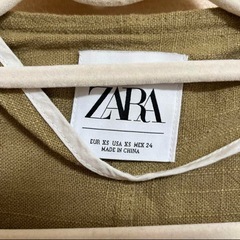 ZARA
EUR XS USA XS MEX 24
MADE IN CHINA